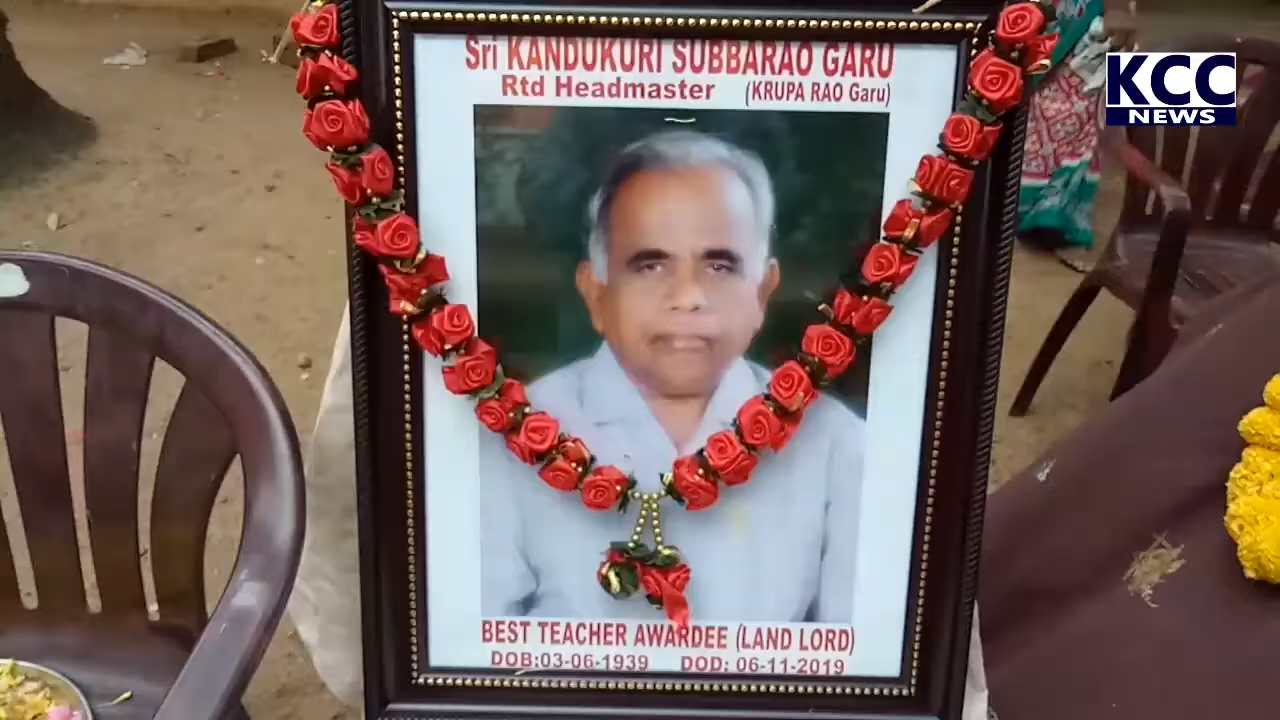 Sri KANDUKURI SUBBARAO GARU
Rtd Headmaster (KRUPA RAO Garu)
KCC
NEWS
BEST TEACHER AWARDEE (LAND LORD)
DOB:03-06-1939 DOD: 06-11-2019